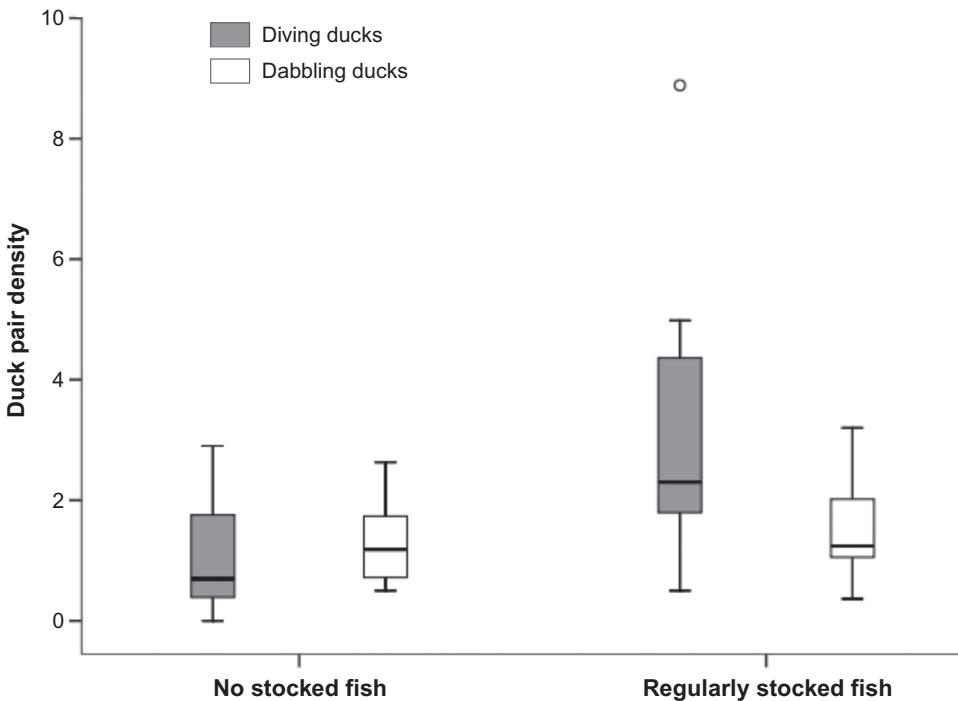 Diving ducks
Dabbling ducks
10
8
6
4
2
0
Duck pair density
No stocked fish
Regularly stocked fish